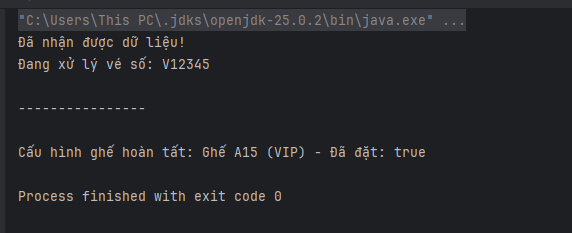 "C:\Users\This PC\.jdks\openjdk-25.0.2\bin\java.exe" ...
Đã nhận được dữ liệu!
Đang xử lý vé số: V12345
----------------
Cấu hình ghế hoàn tất: Ghế A15 (VIP) - Đã đặt: true
Process finished with exit code 0